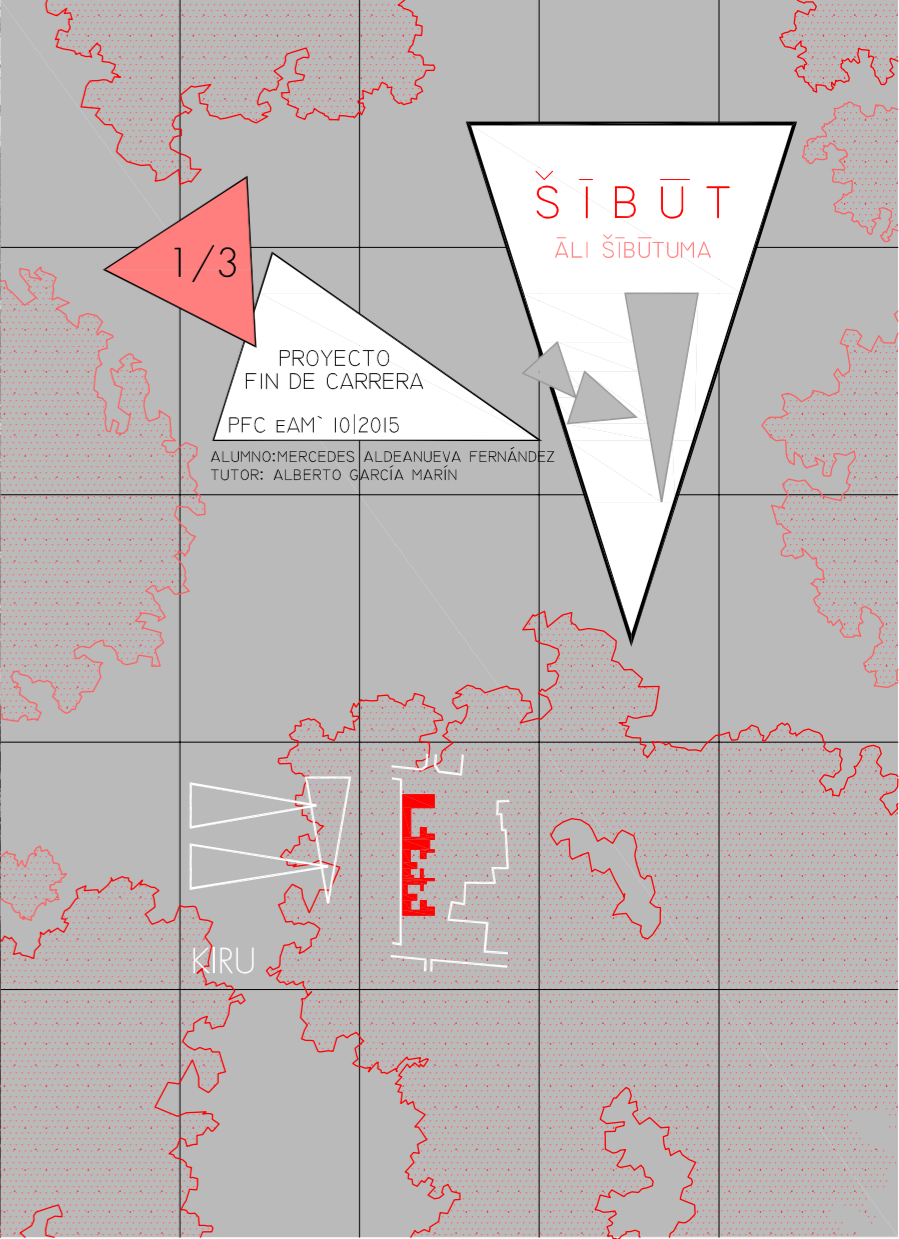 ŠĪBŪT
ĀLI ŠĪBŪTUMA
1/3
PROYECTO
FIN DE CARRERA
PFC EAM` 10|2015
ALUMNO:MERCEDES ALDEANUEVA FERNÁNDEZ
TUTOR: ALBERTO GARCÍA MARÍN
KIRU